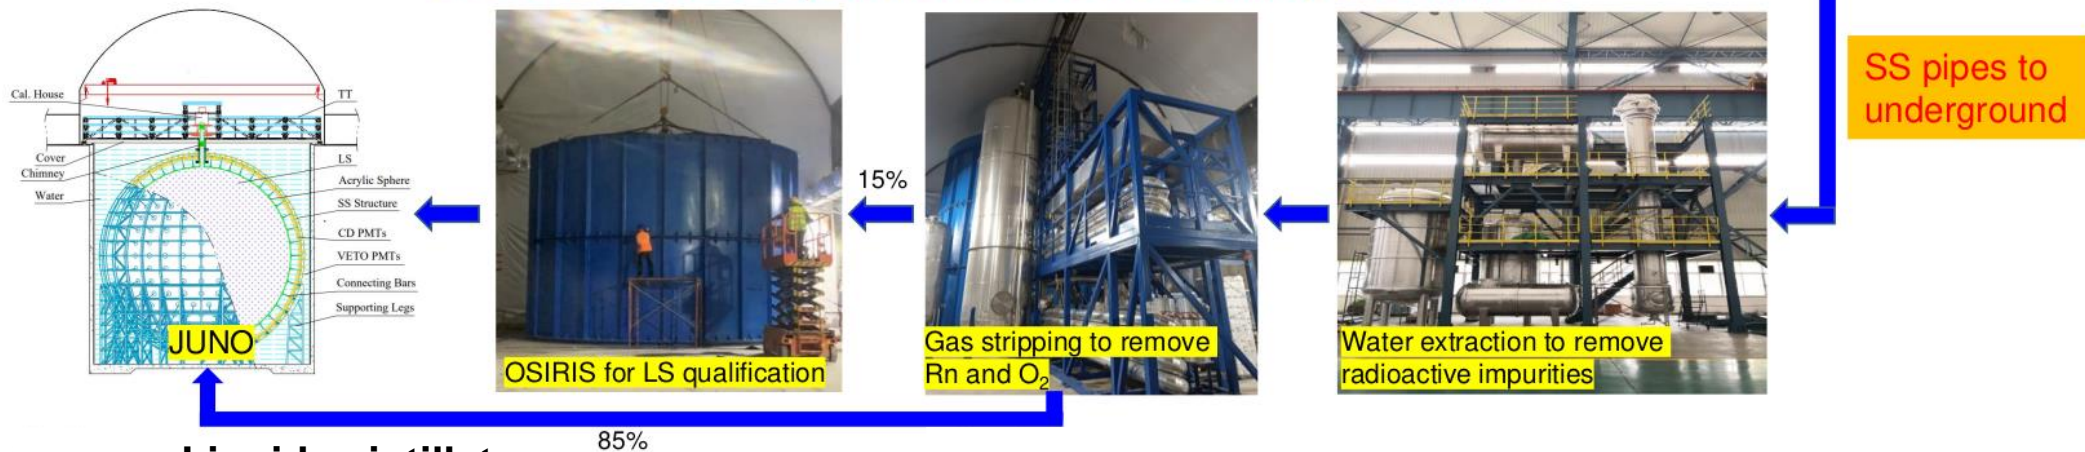 Cal. House
TT
Cover
Chimney
Water
LS
Acrylic Sphere
SS Structure
CD PMTs
VETO PMTs
Connecting Bars
Supporting Legs
JUNO
OSIRIS for LS qualification
15%
Gas stripping to remove
Rn and O₂
Water extraction to remove
radioactive impurities
SS pipes to
underground
85%